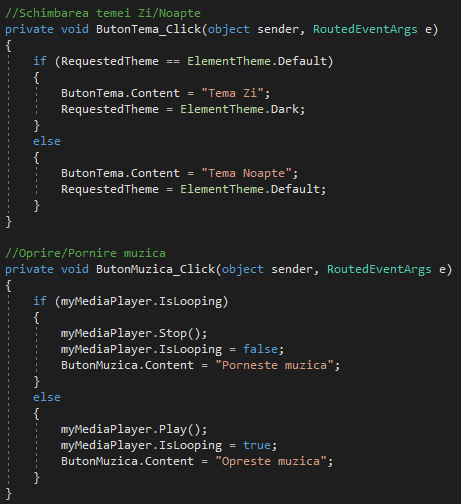 //Schimbarea temei Zi/Noapte
private void ButonTema_Click(object sender, RoutedEventArgs e)
{
    if (RequestedTheme == ElementTheme.Default)
    {
        ButonTema.Content = "Tema Zi";
        RequestedTheme = ElementTheme.Dark;
    }
    else
    {
        ButonTema.Content = "Tema Noapte";
        RequestedTheme = ElementTheme.Default;
    }
}

//Oprire/Pornire muzica
private void ButonMuzica_Click(object sender, RoutedEventArgs e)
{
    if (myMediaPlayer.IsLooping)
    {
        myMediaPlayer.Stop();
        myMediaPlayer.IsLooping = false;
        ButonMuzica.Content = "Porneste muzica";
    }
    else
    {
        myMediaPlayer.Play();
        myMediaPlayer.IsLooping = true;
        ButonMuzica.Content = "Opreste muzica";
    }
}